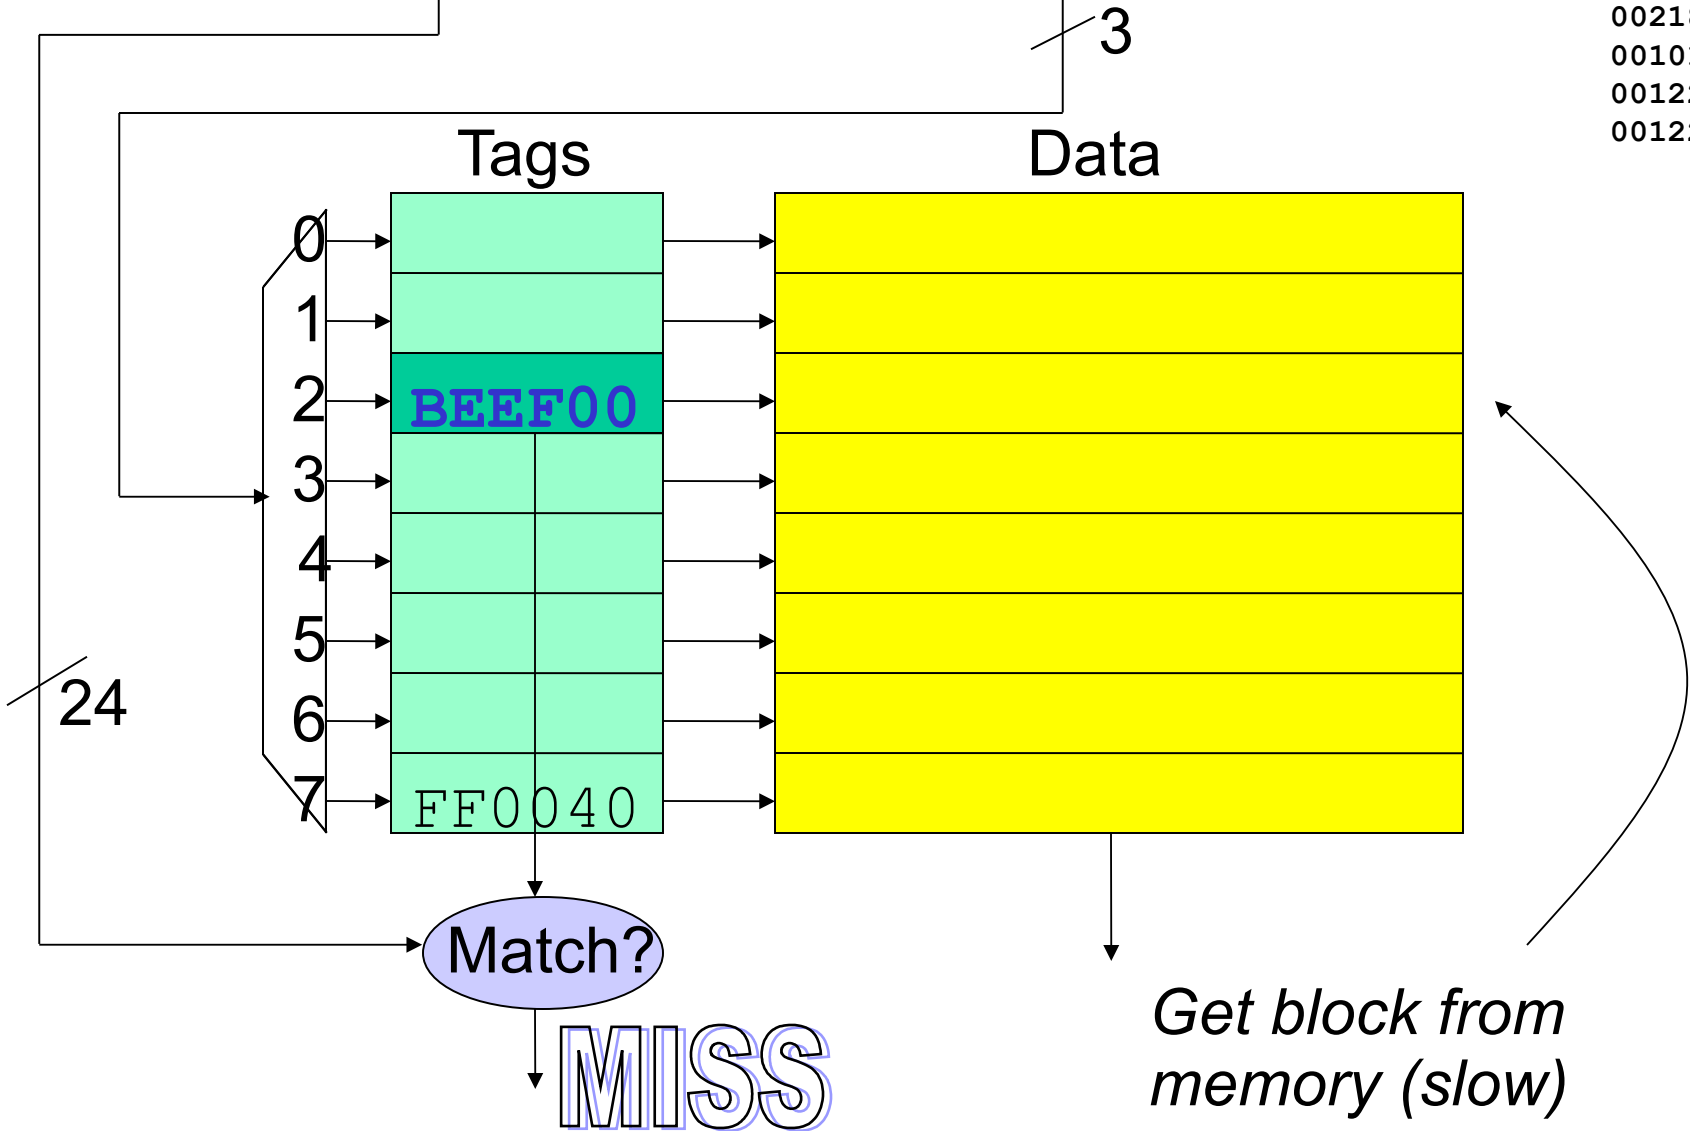 3
Tags
Data
0
1
2
BEEF00
3
4
5
24
6
7
FF0040
Match?
MISS
Get block from
memory (slow)